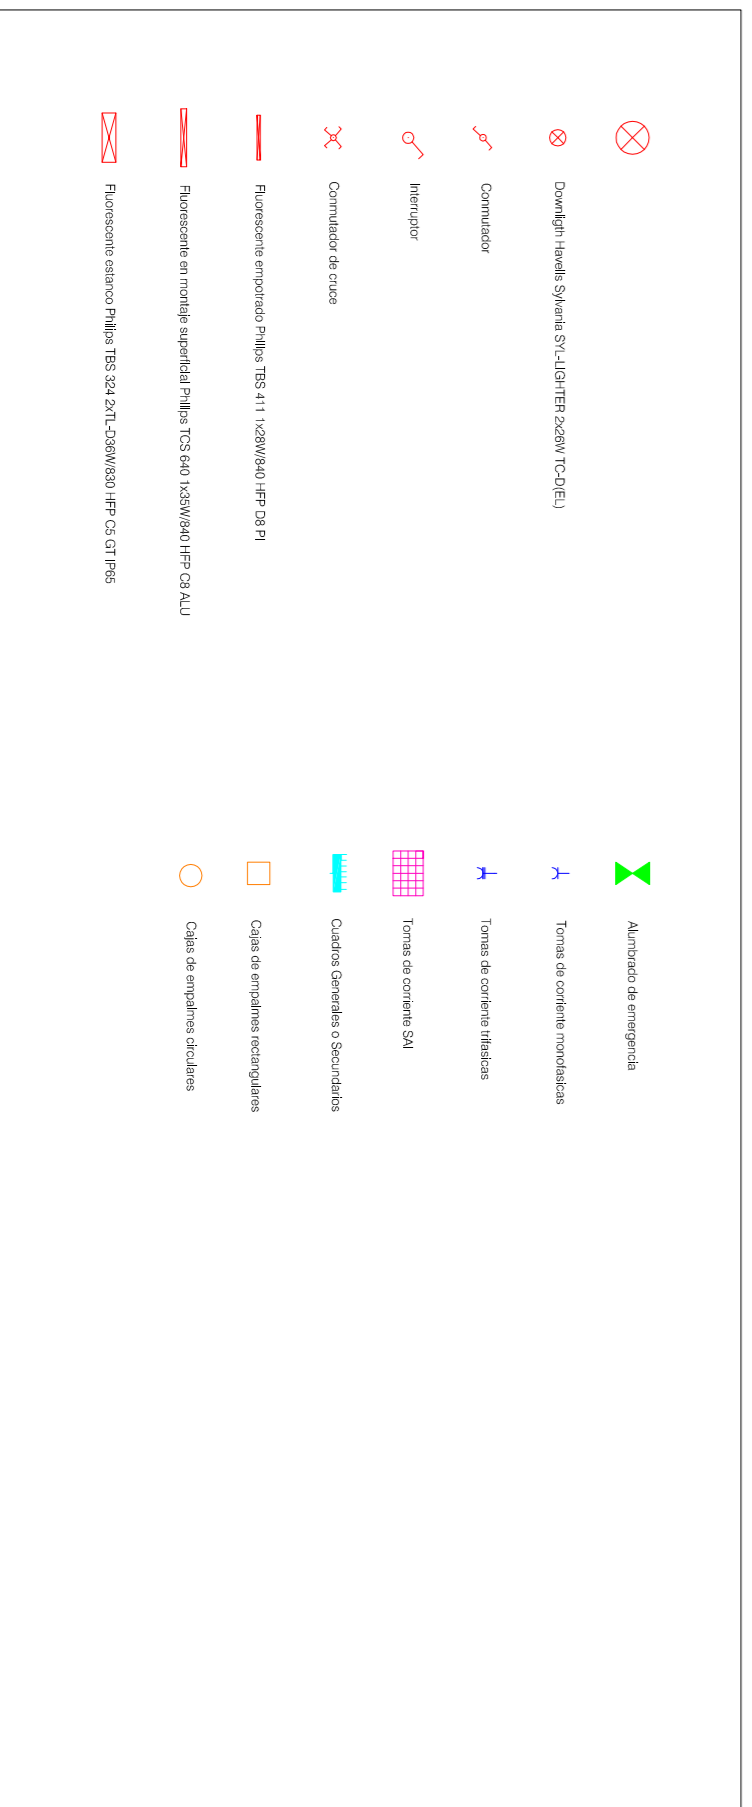 Downligth Havells Sylvania SYL-LIGHTER 2x26W TC-D(EL)
Conmutador
Interruptor
Conmutador de cruce
Fluorescente empotrado Philips TBS 411 1x28W/840 HFP D8 PI
Fluorescente en montaje superficial Philips TCS 640 1x35W/840 HFP C8 ALU
Fluorescente estanco Philips TBS 324 2xTL-D36W/830 HFP C5 GT IP65
Alumbrado de emergencia
Tomas de corriente monofasicas
Tomas de corriente trifasicas
Tomas de corriente SAI
Cuadros Generales o Secundarios
Cajas de empalmes rectangulares
Cajas de empalmes circulares